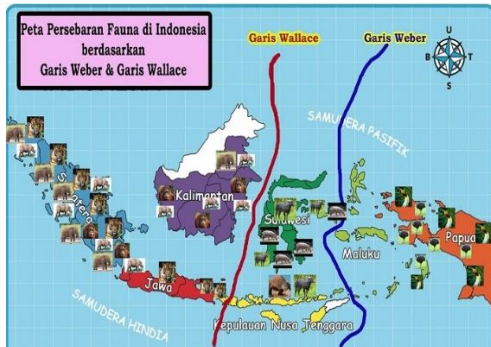 Peta Persebaran Fauna di Indonesia
berdasarkan
Garis Weber & Garis Wallace
Garis Wallace
Garis Weber
U
B
T
S
SAMUDERA PASIFIK
Kalimantan
Sulawesi
Maluku
Papua
Jawa
SAMUDERA HINDIA
Kepulauan Nusa Tenggara